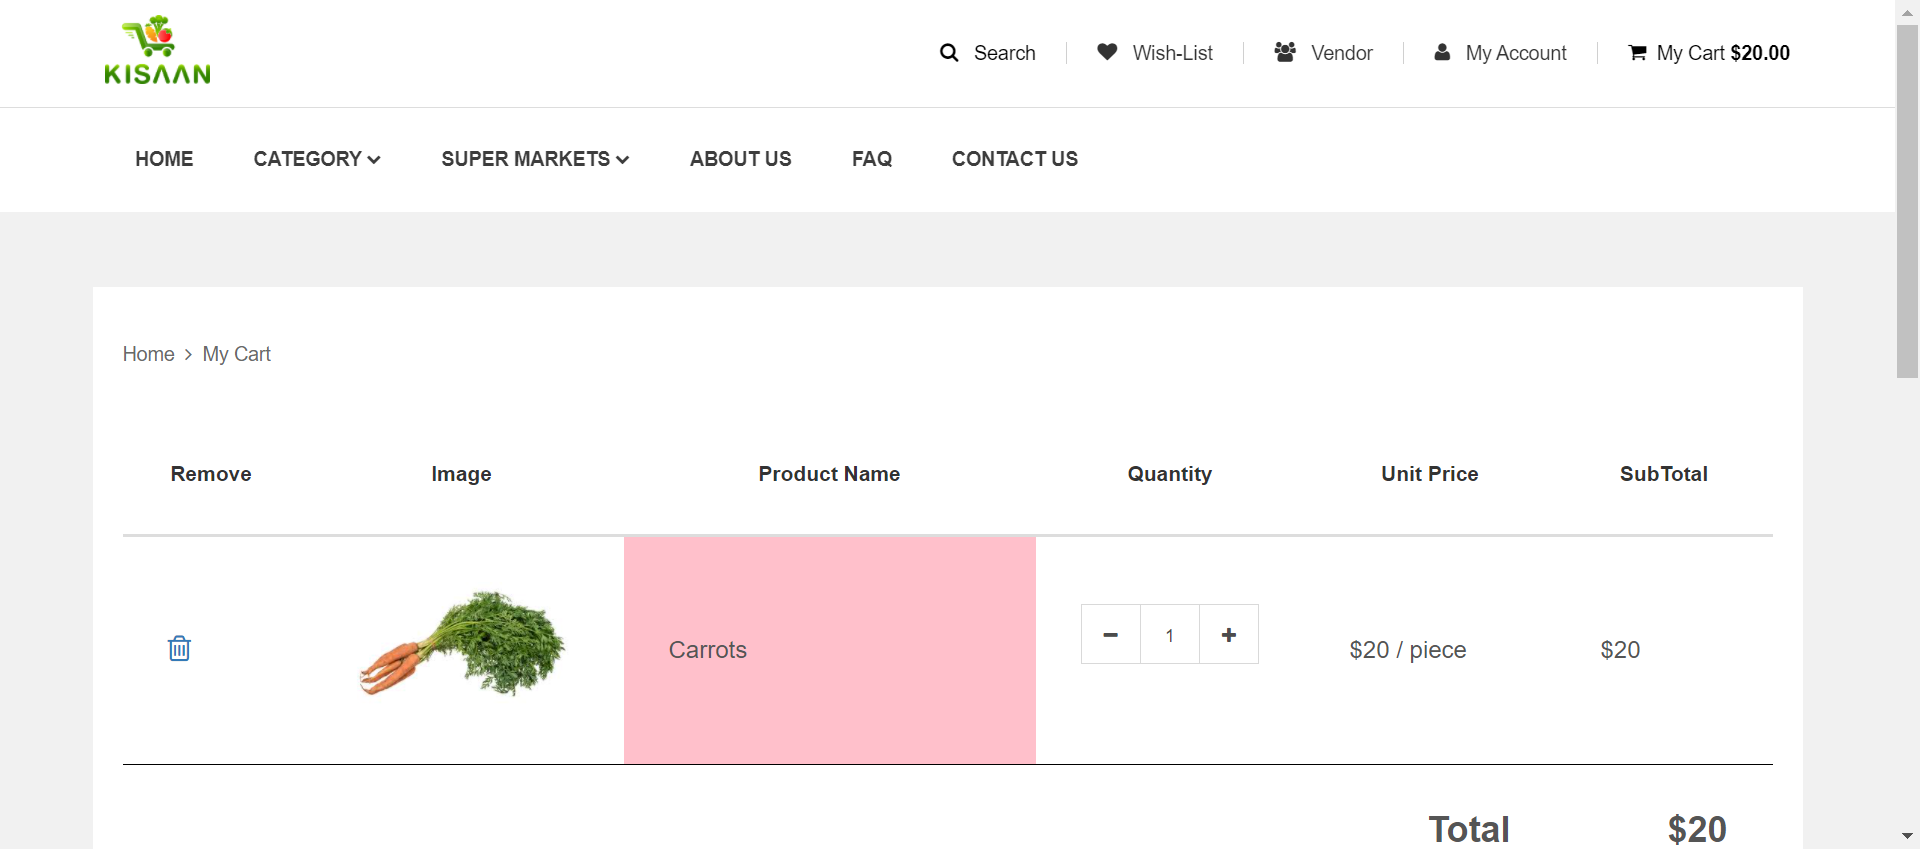 KISAAN
Search
Wish-List
Vendor
My Account
My Cart $20.00
HOME
CATEGORY
SUPER MARKETS
ABOUT US
FAQ
CONTACT US
Home > My Cart
Remove
Image
Product Name
Quantity
Unit Price
SubTotal
Carrots
1
$20 / piece
$20
Total
$20